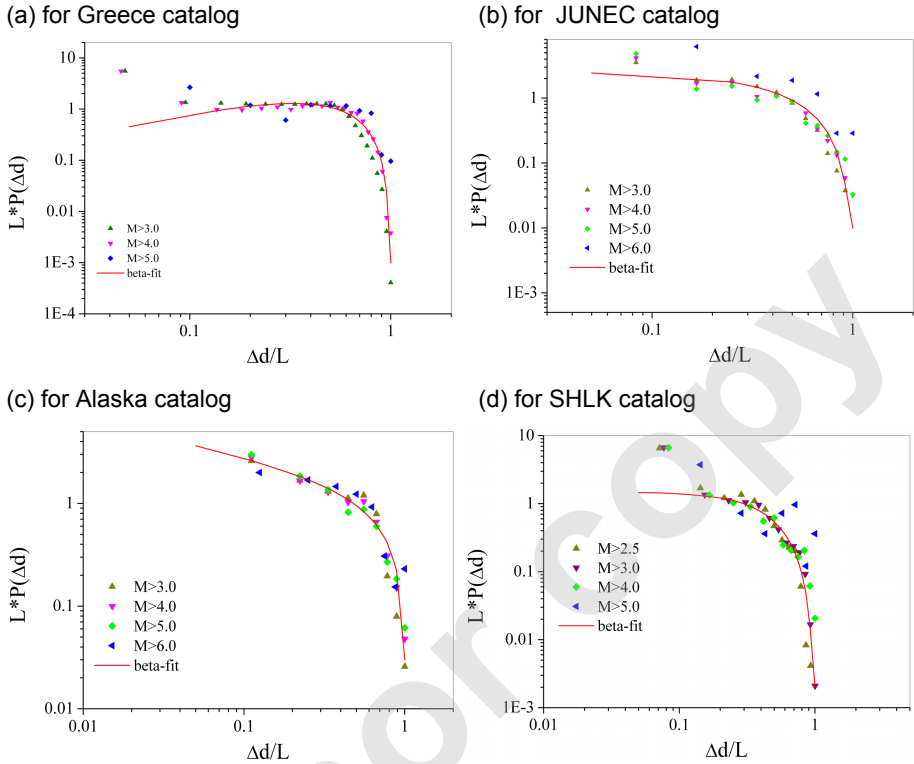 (a) for Greece catalog
10
1
0.1
0.01
1E-3
1E-4
L*P(Δd)
M>3.0
M>4.0
M>5.0
beta-fit
0.1
1
Δd/L
(b) for JUNEC catalog
1
0.1
0.01
1E-3
L*P(Δd)
M>3.0
M>4.0
M>5.0
M>6.0
beta-fit
0.1
1
Δd/L
(c) for Alaska catalog
1
0.1
0.01
L*P(Δd)
M>3.0
M>4.0
M>5.0
M>6.0
beta-fit
0.01
0.1
1
Δd/L
(d) for SHLK catalog
10
1
0.1
0.01
1E-3
L*P(Δd)
M>2.5
M>3.0
M>4.0
M>5.0
beta-fit
0.01
0.1
1
Δd/L
or copy